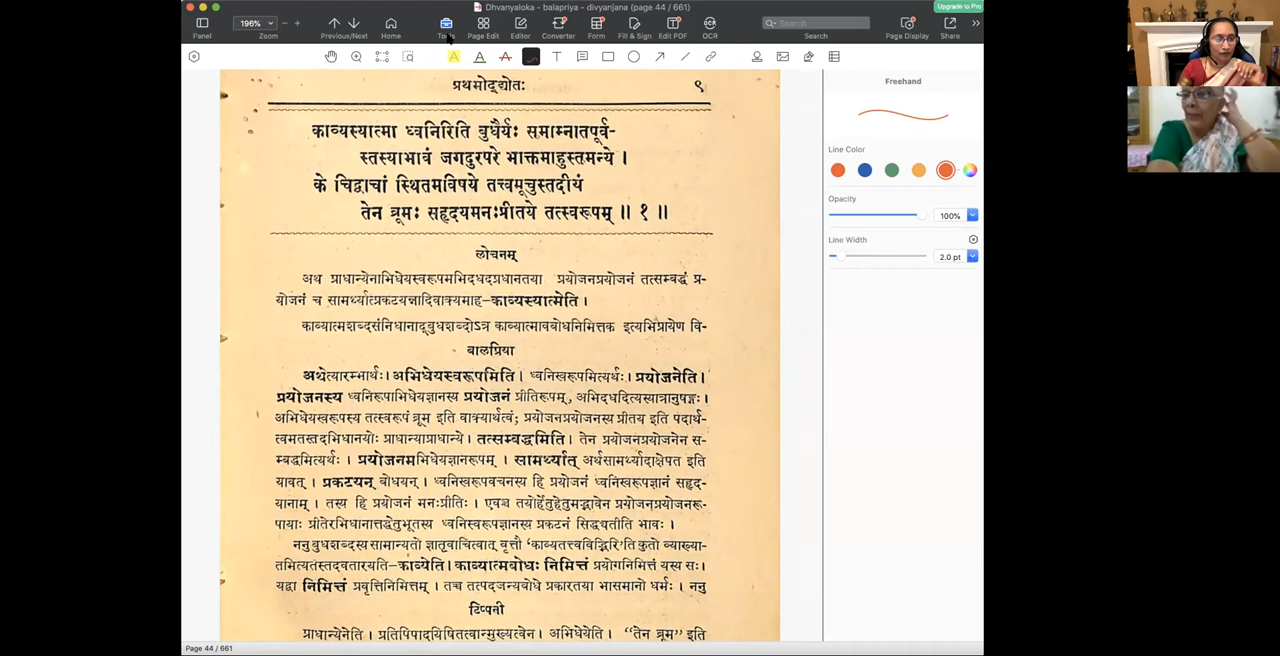 Dhvanyaloka - balapriya - divyanjana (page 44 / 661)
Upgrade to Pro
196%
Search
Panel Zoom Previous/Next Home Tools Page Edit Editor Converter Form Fill & Sign Edit PDF OCR Search Page Display Share
प्रथमोद्द्योतः ९
काव्यस्यात्मा ध्वनिरिति बुधैर्यः समाम्नातपूर्व-
स्तस्याभावं जगदुरपरे भाक्तमाहुस्तमन्ये ।
के चिद्वाचां स्थितमविषये तत्त्वमूचुस्तदीयं
तेन ब्रूमः सहृदयमनःप्रीतये तत्स्वरूपम् ॥ १ ॥
लोचनम्
अथ प्राधान्येनाभिधेयस्वरूपमभिदधदप्रधानतया प्रयोजनप्रयोजनं तत्सम्बद्धं प्र-
योजनं च सामर्थ्यात्प्रकटयन्नादिवाक्यमाह–काव्यस्यात्मेति ।
काव्यात्मशब्दसंनिधानाद्बुधशब्दोऽत्र काव्यात्मावबोधनिमित्तक इत्यभिप्रायेण वि-
बालप्रिया
अथेत्यारम्भार्थः। अभिधेयस्वरूपमिति । ध्वनिस्वरूपमित्यर्थः। प्रयोजनेति।
प्रयोजनस्य ध्वनिरूपाभिधेयज्ञानस्य प्रयोजनं प्रीतिरूपम्, अभिदधदित्यस्यात्रानुषङ्गः।
अभिधेयस्वरूपस्य तत्स्वरूपं ब्रूम इति वाक्यार्थत्वं; प्रयोजनप्रयोजनस्य प्रीतय इति पदार्थ-
त्वमतस्तदभिधानयोः प्राधान्याप्राधान्ये । तत्सम्बद्धमिति। तेन प्रयोजनप्रयोजनेन स-
म्बद्धमित्यर्थः । प्रयोजनमभिधेयज्ञानरूपम् । सामर्थ्यात् अर्थसामर्थ्यादाक्षेपत इति
यावत् । प्रकटयन् बोधयन् । ध्वनिस्वरूपवचनस्य हि प्रयोजनं ध्वनिस्वरूपज्ञानं सहृद-
यानाम् । तस्य हि प्रयोजनं मनःप्रीतिः । एवञ्च तयोर्हेतुहेतुमद्भावेन प्रयोजनप्रयोजनरू-
पायाः प्रीतेरभिधानात्तद्धेतुभूतस्य ध्वनिस्वरूपज्ञानस्य प्रकटनं सिद्धयतीति भावः ।
ननु बुधशब्दस्य सामान्यतो ज्ञातृवाचित्वात् वृत्तौ 'काव्यतत्त्वविद्भिरि'ति कुतो व्याख्या-
तमित्यतस्तदवतारयति–काव्येति। काव्यात्मबोधः निमित्तं प्रयोगनिमित्तं यस्य सः।
यद्वा निमित्तं प्रवृत्तिनिमित्तम् । तच्च तत्पदजन्यबोधे प्रकारतया भासमानो धर्मः । ननु
टिप्पनी
प्राधान्येनेति। प्रतिपिपादयिषितत्वान्मुख्यत्वेन। अभिधेयेति। “तेन ब्रूम” इति
Freehand
Line Color
Opacity
100%
Line Width
2.0 pt
Page 44 / 661